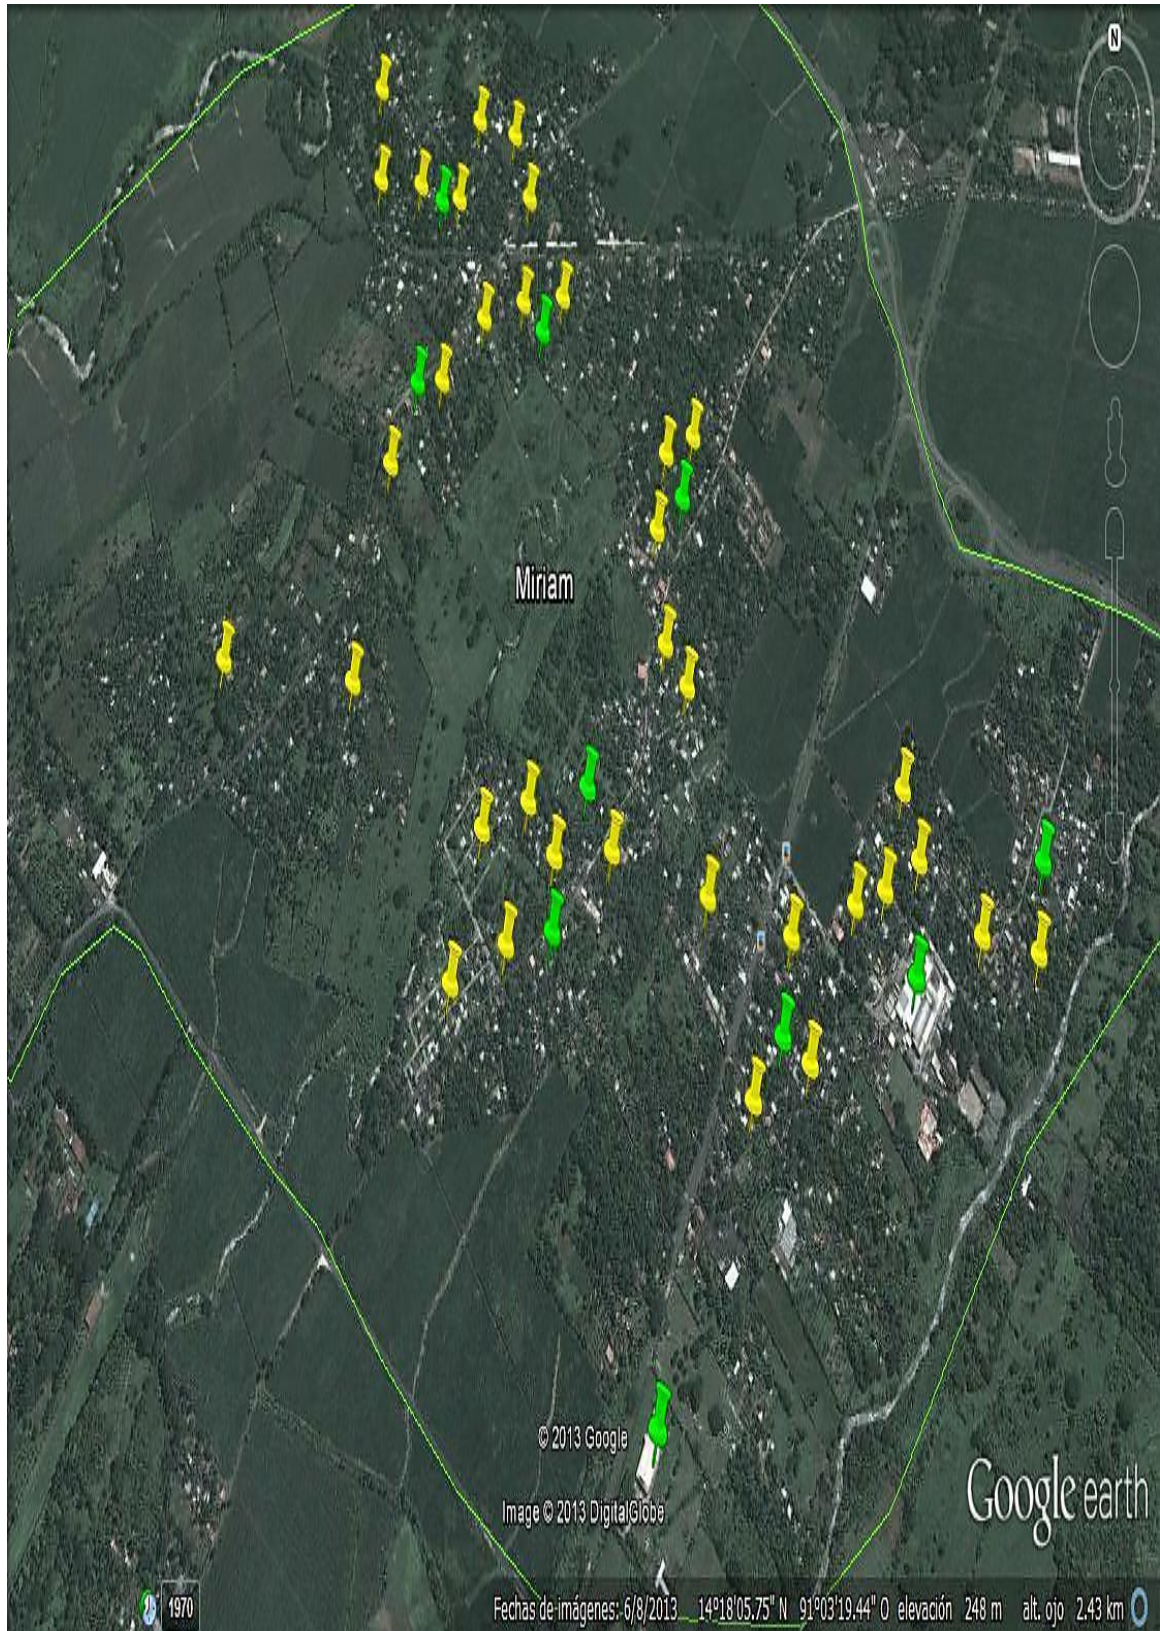 N
Miriam
© 2013 Google
Image © 2013 DigitalGlobe
Google earth
1970
Fechas de imágenes: 6/8/2013 14°18'05.75" N 91°03'19.44" O elevación 248 m alt. ojo 2.43 km